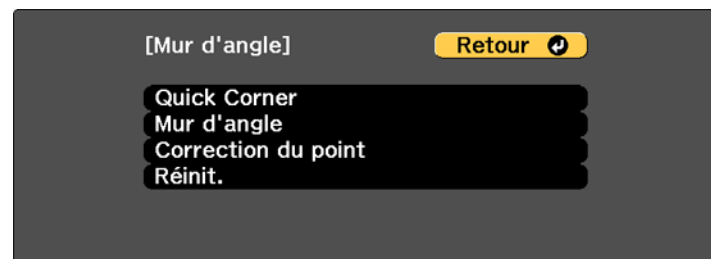 [Mur d'angle] Retour
Quick Corner
Mur d'angle
Correction du point
Réinit.